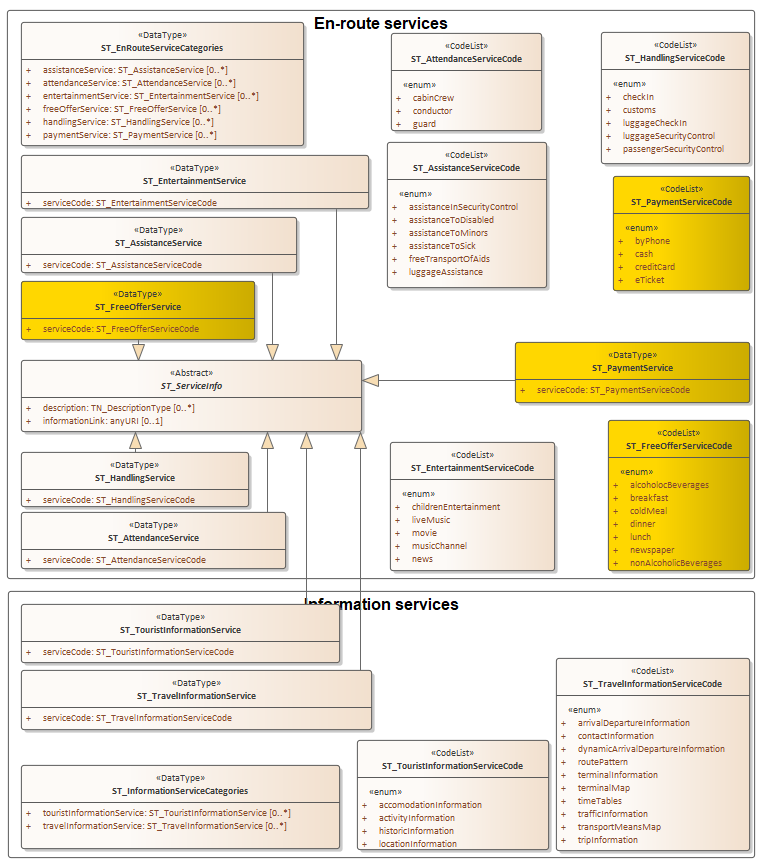 En-route services
«DataType»
ST_EnRouteServiceCategories
+ assistanceService: ST_AssistanceService [0..*]
+ attendanceService: ST_AttendanceService [0..*]
+ entertainmentService: ST_EntertainmentService [0..*]
+ freeOfferService: ST_FreeOfferService [0..*]
+ handlingService: ST_HandlingService [0..*]
+ paymentService: ST_PaymentService [0..*]
«CodeList»
ST_AttendanceServiceCode
«enum»
+ cabinCrew
+ conductor
+ guard
«CodeList»
ST_HandlingServiceCode
«enum»
+ checkIn
+ customs
+ luggageCheckIn
+ luggageSecurityControl
+ passengerSecurityControl
«DataType»
ST_EntertainmentService
+ serviceCode: ST_EntertainmentServiceCode
«CodeList»
ST_AssistanceServiceCode
«enum»
+ assistanceInSecurityControl
+ assistanceToDisabled
+ assistanceToMinors
+ assistanceToSick
+ freeTransportOfAids
+ luggageAssistance
«CodeList»
ST_PaymentServiceCode
«enum»
+ byPhone
+ cash
+ creditCard
+ eTicket
«DataType»
ST_AssistanceService
+ serviceCode: ST_AssistanceServiceCode
«DataType»
ST_FreeOfferService
+ serviceCode: ST_FreeOfferServiceCode
«Abstract»
ST_ServiceInfo
+ description: TN_DescriptionType [0..*]
+ informationLink: anyURI [0..1]
«DataType»
ST_PaymentService
+ serviceCode: ST_PaymentServiceCode
«DataType»
ST_HandlingService
+ serviceCode: ST_HandlingServiceCode
«DataType»
ST_AttendanceService
+ serviceCode: ST_AttendanceServiceCode
«CodeList»
ST_EntertainmentServiceCode
«enum»
+ childrenEntertainment
+ liveMusic
+ movie
+ musicChannel
+ news
«CodeList»
ST_FreeOfferServiceCode
«enum»
+ alcoholocBeverages
+ breakfast
+ coldMeal
+ dinner
+ lunch
+ newspaper
+ nonAlcoholicBeverages
Information services
«DataType»
ST_TouristInformationService
+ serviceCode: ST_TouristInformationServiceCode
«DataType»
ST_TravelInformationService
+ serviceCode: ST_TravelInformationServiceCode
«DataType»
ST_InformationServiceCategories
+ touristInformationService: ST_TouristInformationService [0..*]
+ travelInformationService: ST_TravelInformationService [0..*]
«CodeList»
ST_TouristInformationServiceCode
«enum»
+ accomodationInformation
+ activityInformation
+ historicInformation
+ locationInformation
«CodeList»
ST_TravelInformationServiceCode
«enum»
+ arrivalDepartureInformation
+ contactInformation
+ dynamicArrivalDepartureInformation
+ routePattern
+ terminalInformation
+ terminalMap
+ timeTables
+ trafficInformation
+ transportMeansMap
+ tripInformation